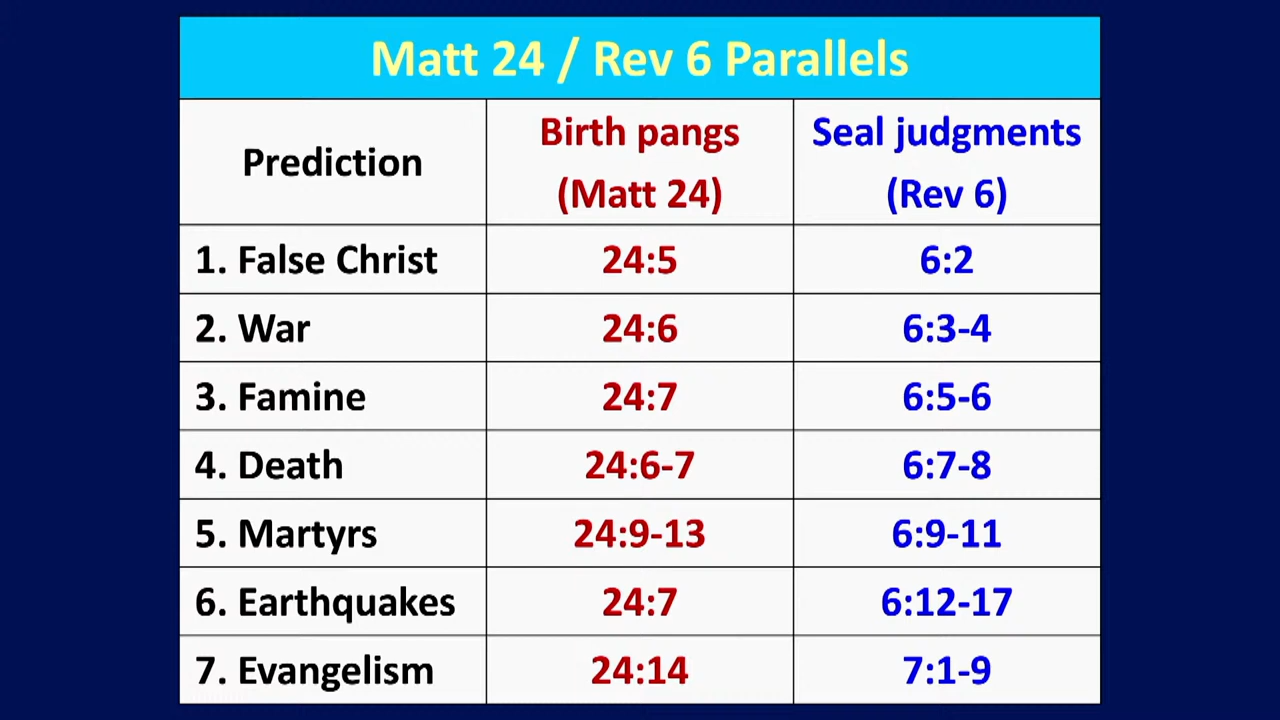 Matt 24 / Rev 6 Parallels
Prediction
Birth pangs
(Matt 24)
Seal judgments
(Rev 6)
1. False Christ
24:5
6:2
2. War
24:6
6:3-4
3. Famine
24:7
6:5-6
4. Death
24:6-7
6:7-8
5. Martyrs
24:9-13
6:9-11
6. Earthquakes
24:7
6:12-17
7. Evangelism
24:14
7:1-9